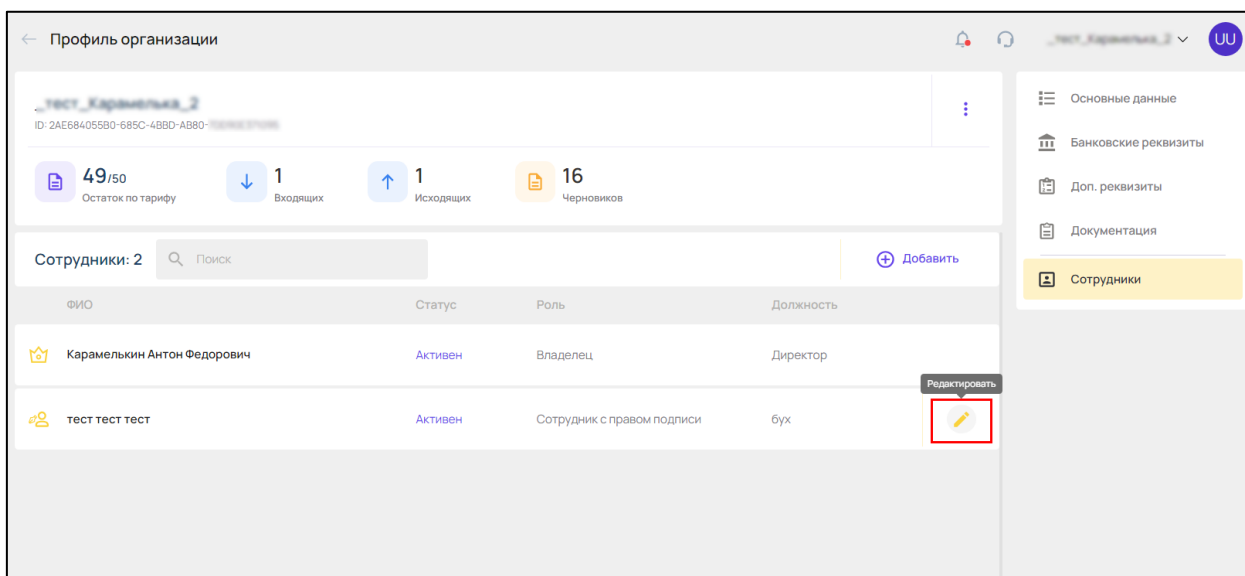 Профиль организации
UU
ID: 2AE684055B0-685C-4BBD-AB80-
49/50
Остаток по тарифу
1
Входящих
1
Исходящих
16
Черновиков
Основные данные
Банковские реквизиты
Доп. реквизиты
Документация
Сотрудники
Сотрудники: 2
Поиск
Добавить
ФИО Статус Роль Должность
Карамелькин Антон Федорович Активен Владелец Директор
Редактировать
тест тест тест Активен Сотрудник с правом подписи бух